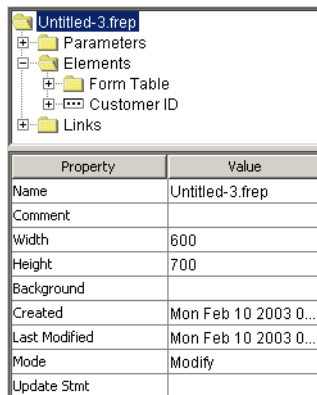 Untitled-3.frep
Parameters
Elements
Form Table
Customer ID
Links
Property Value
Name Untitled-3.frep
Comment
Width 600
Height 700
Background
Created Mon Feb 10 2003 0...
Last Modified Mon Feb 10 2003 0...
Mode Modify
Update Stmt